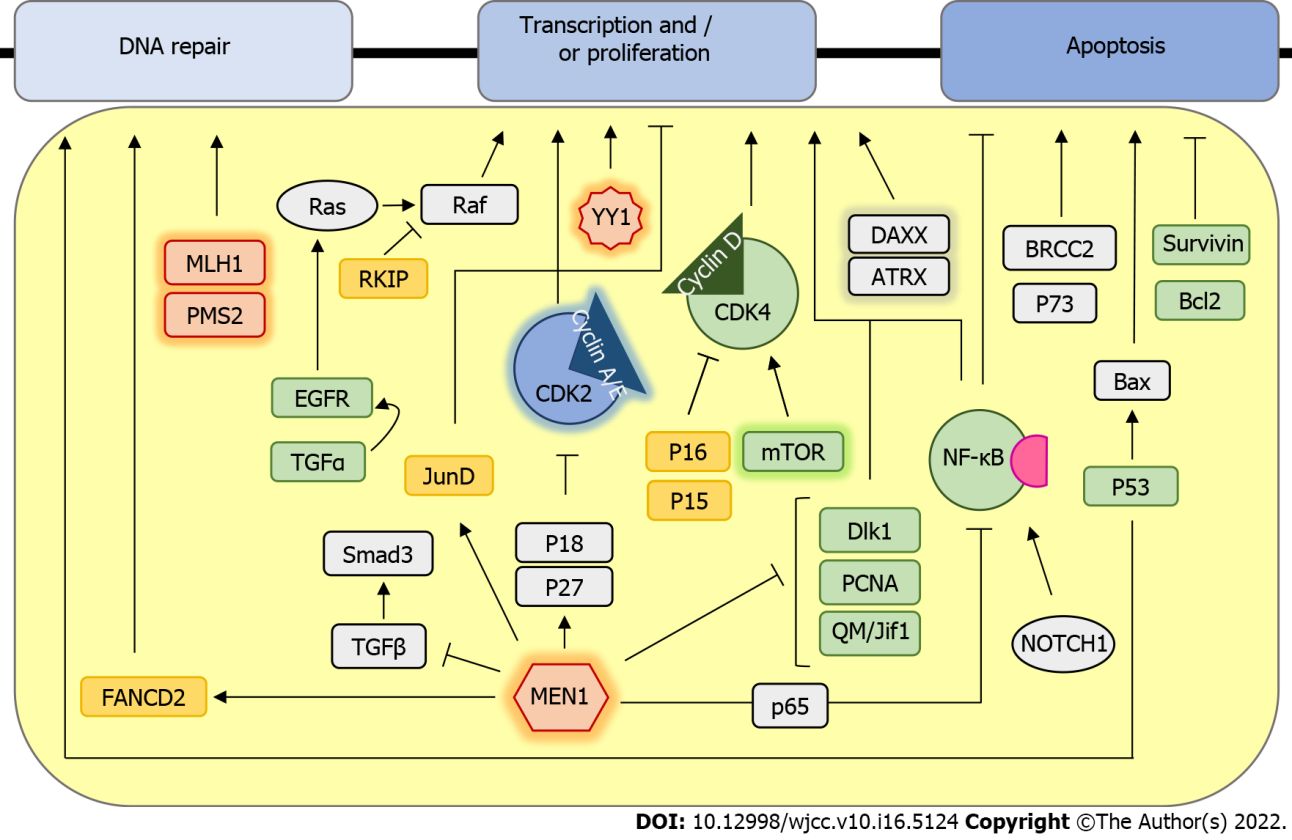 DNA repair
Transcription and /
or proliferation
Apoptosis
Ras
Raf
YY1
RKIP
MLH1
PMS2
Cyclin D
CDK4
DAXX
ATRX
BRCC2
P73
Survivin
Bcl2
EGFR
TGFα
Cyclin A/E
CDK2
Bax
JunD
P16
P15
mTOR
NF-κB
P53
Smad3
TGFβ
P18
P27
Dlk1
PCNA
QM/Jif1
NOTCH1
FANCD2
MEN1
p65
DOI: 10.12998/wjcc.v10.i16.5124 Copyright ©The Author(s) 2022.